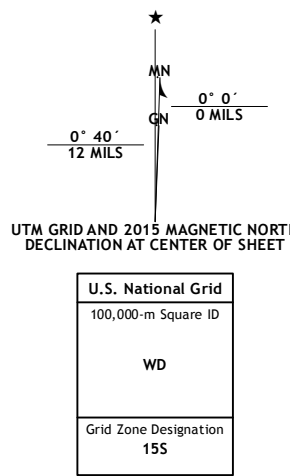 MN
0° 0´
0 MILS
GN
0° 40´
12 MILS
UTM GRID AND 2015 MAGNETIC NORTH
DECLINATION AT CENTER OF SHEET
U.S. National Grid
100,000-m Square ID
WD
Grid Zone Designation
15S